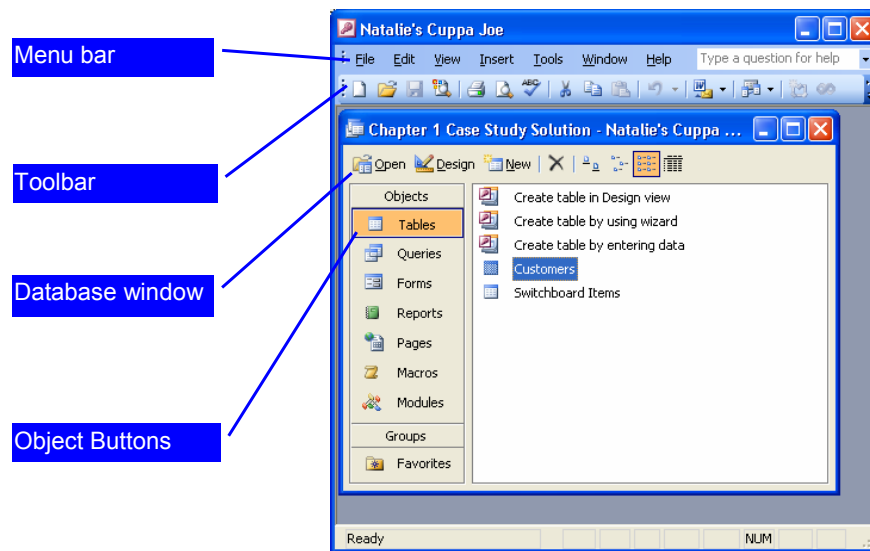 Natalie's Cuppa Joe
Menu bar
File Edit View Insert Tools Window Help Type a question for help
ABC
Toolbar
Chapter 1 Case Study Solution - Natalie's Cuppa ...
Open Design New
Objects
Tables
Queries
Forms
Reports
Pages
Macros
Modules
Groups
Favorites
Create table in Design view
Create table by using wizard
Create table by entering data
Customers
Switchboard Items
Database window
Object Buttons
Ready NUM